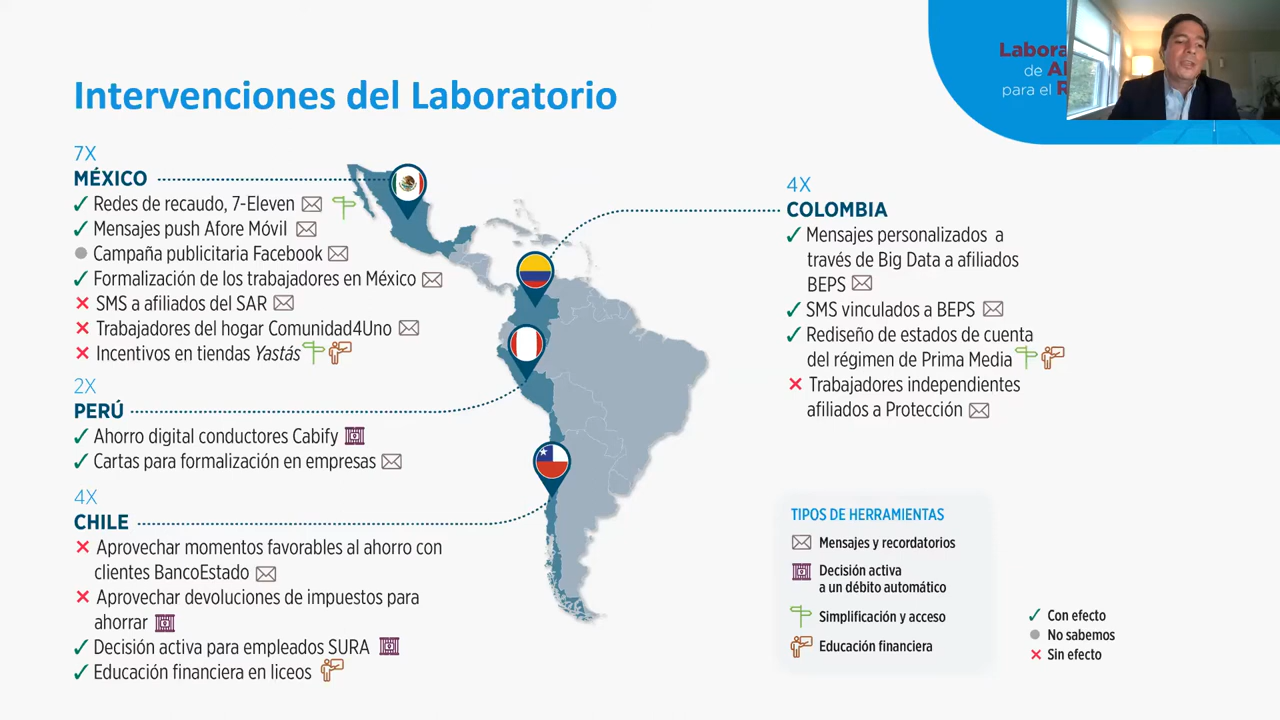 Intervenciones del Laboratorio
Labora
de
para el
7X
MÉXICO
Redes de recaudo, 7-Eleven
Mensajes push Afore Móvil
Campaña publicitaria Facebook
Formalización de los trabajadores en México
SMS a afiliados del SAR
Trabajadores del hogar Comunidad4Uno
Incentivos en tiendas Yastás
2X
PERÚ
Ahorro digital conductores Cabify
Cartas para formalización en empresas
4X
CHILE
Aprovechar momentos favorables al ahorro con
clientes BancoEstado
Aprovechar devoluciones de impuestos para
ahorrar
Decisión activa para empleados SURA
Educación financiera en liceos
4X
COLOMBIA
Mensajes personalizados a
través de Big Data a afiliados
BEPS
SMS vinculados a BEPS
Rediseño de estados de cuenta
del régimen de Prima Media
Trabajadores independientes
afiliados a Protección
TIPOS DE HERRAMIENTAS
Mensajes y recordatorios
Decisión activa
a un débito automático
Simplificación y acceso
Educación financiera
Con efecto
No sabemos
Sin efecto